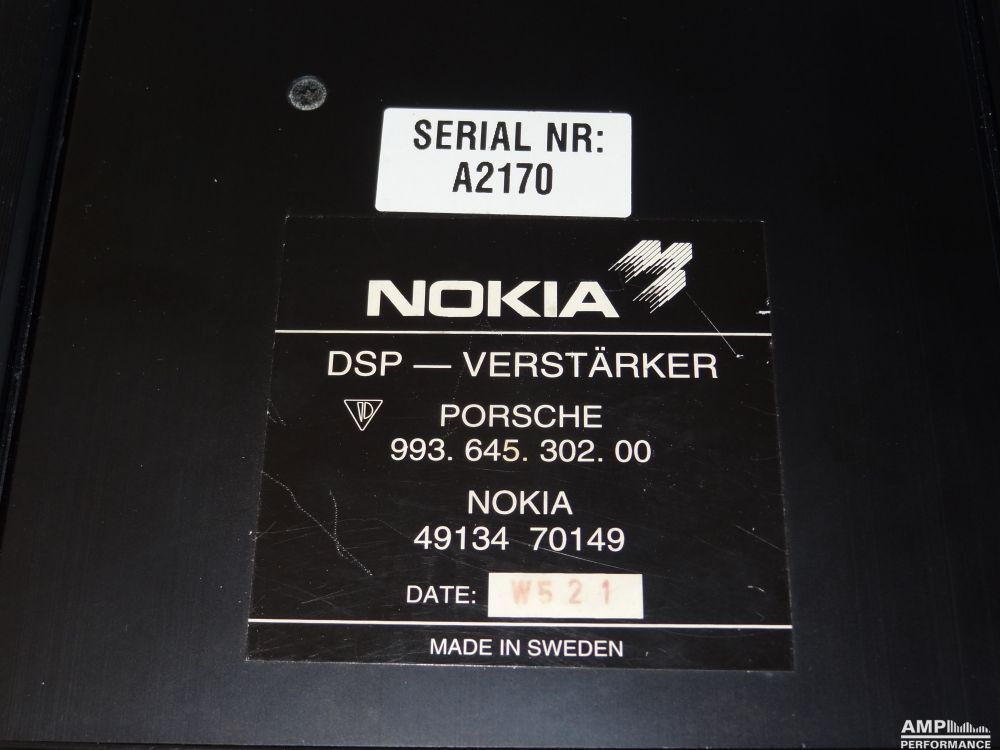 SERIAL NR:
A2170
NOKIA
DSP — VERSTÄRKER
PORSCHE
993. 645. 302. 00
NOKIA
49134 70149
DATE: W521
MADE IN SWEDEN
AMP
PERFORMANCE